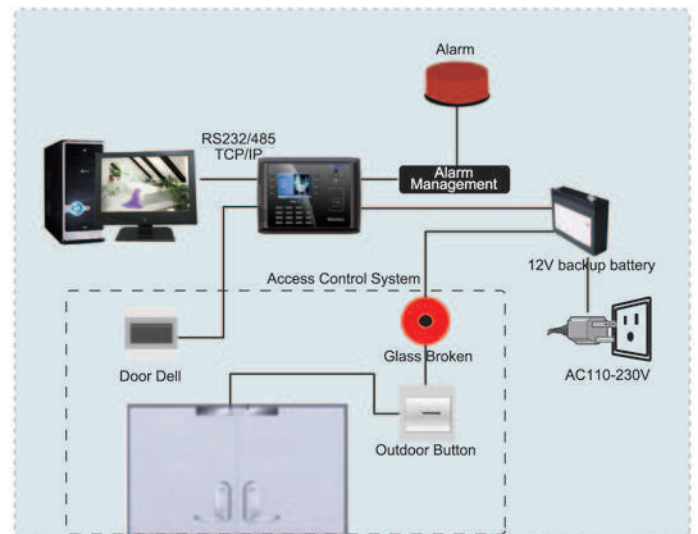 Alarm
RS232/485
TCP/IP
Alarm
Management
12V backup battery
Access Control System
Glass Broken
AC110-230V
Door Dell
Outdoor Button